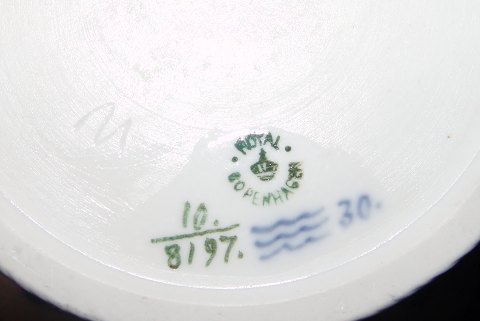 ROYAL
COPENHAGEN
10.
8197.
30.